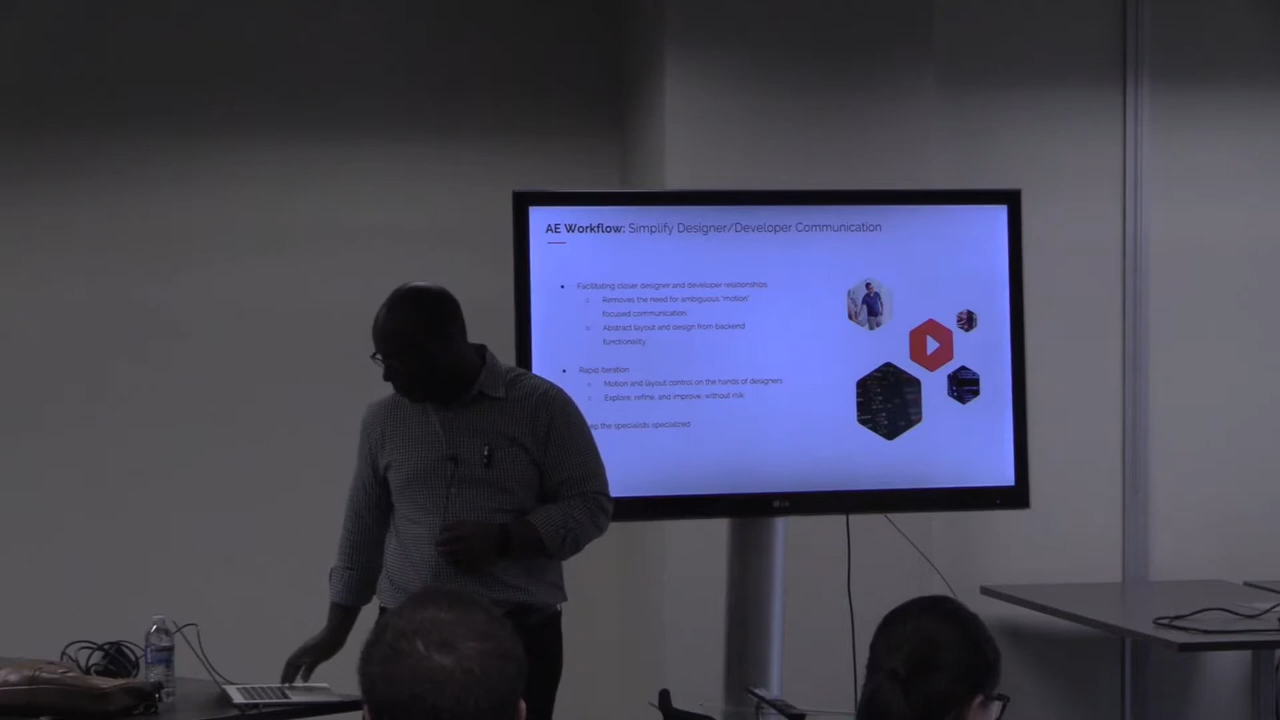 AE Workflow: Simplify Designer/Developer Communication
Facilitating closer designer and developer relationships
Removes the need for ambiguous "motion"
focused communication.
Abstract layout and design from backend
functionality.
Rapid Iteration
Motion and layout control on the hands of designers
Explore, refine, and improve, without risk.
the specialists specialized
LG